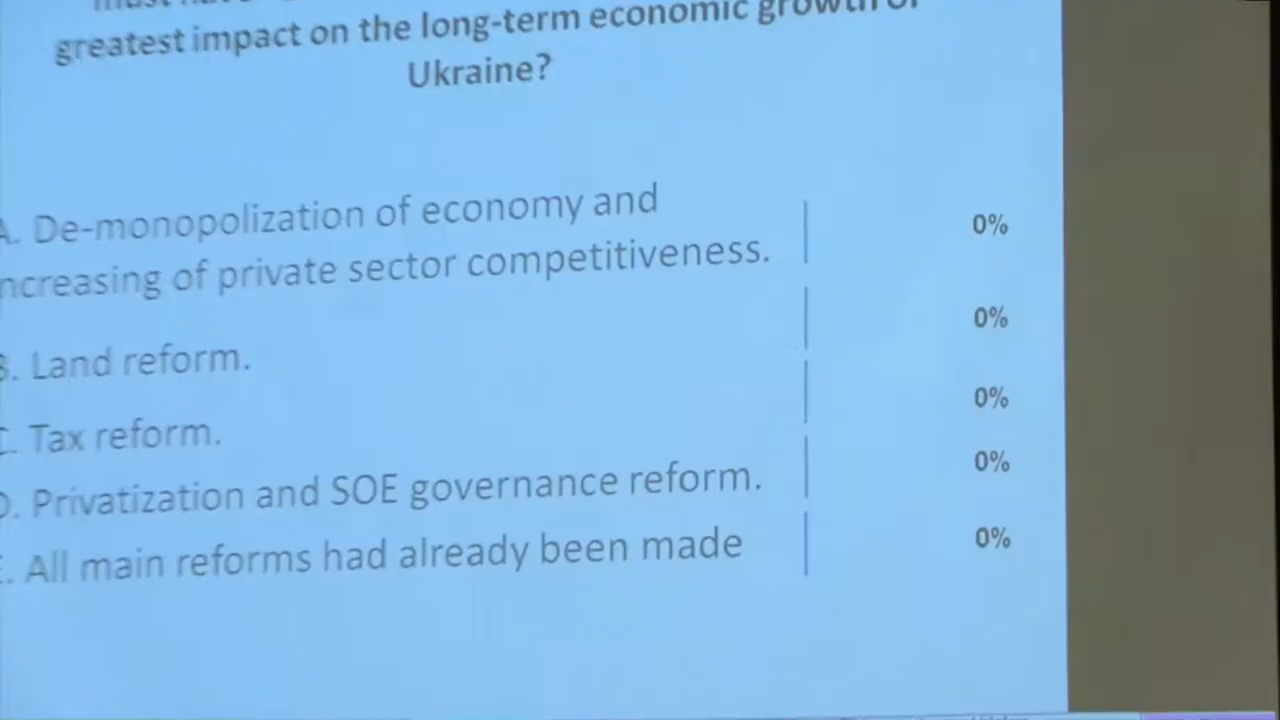 greatest impact on the long-term economic growth of
Ukraine?
A. De-monopolization of economy and 0%
ncreasing of private sector competitiveness.
B. Land reform. 0%
C. Tax reform. 0%
D. Privatization and SOE governance reform. 0%
E. All main reforms had already been made 0%